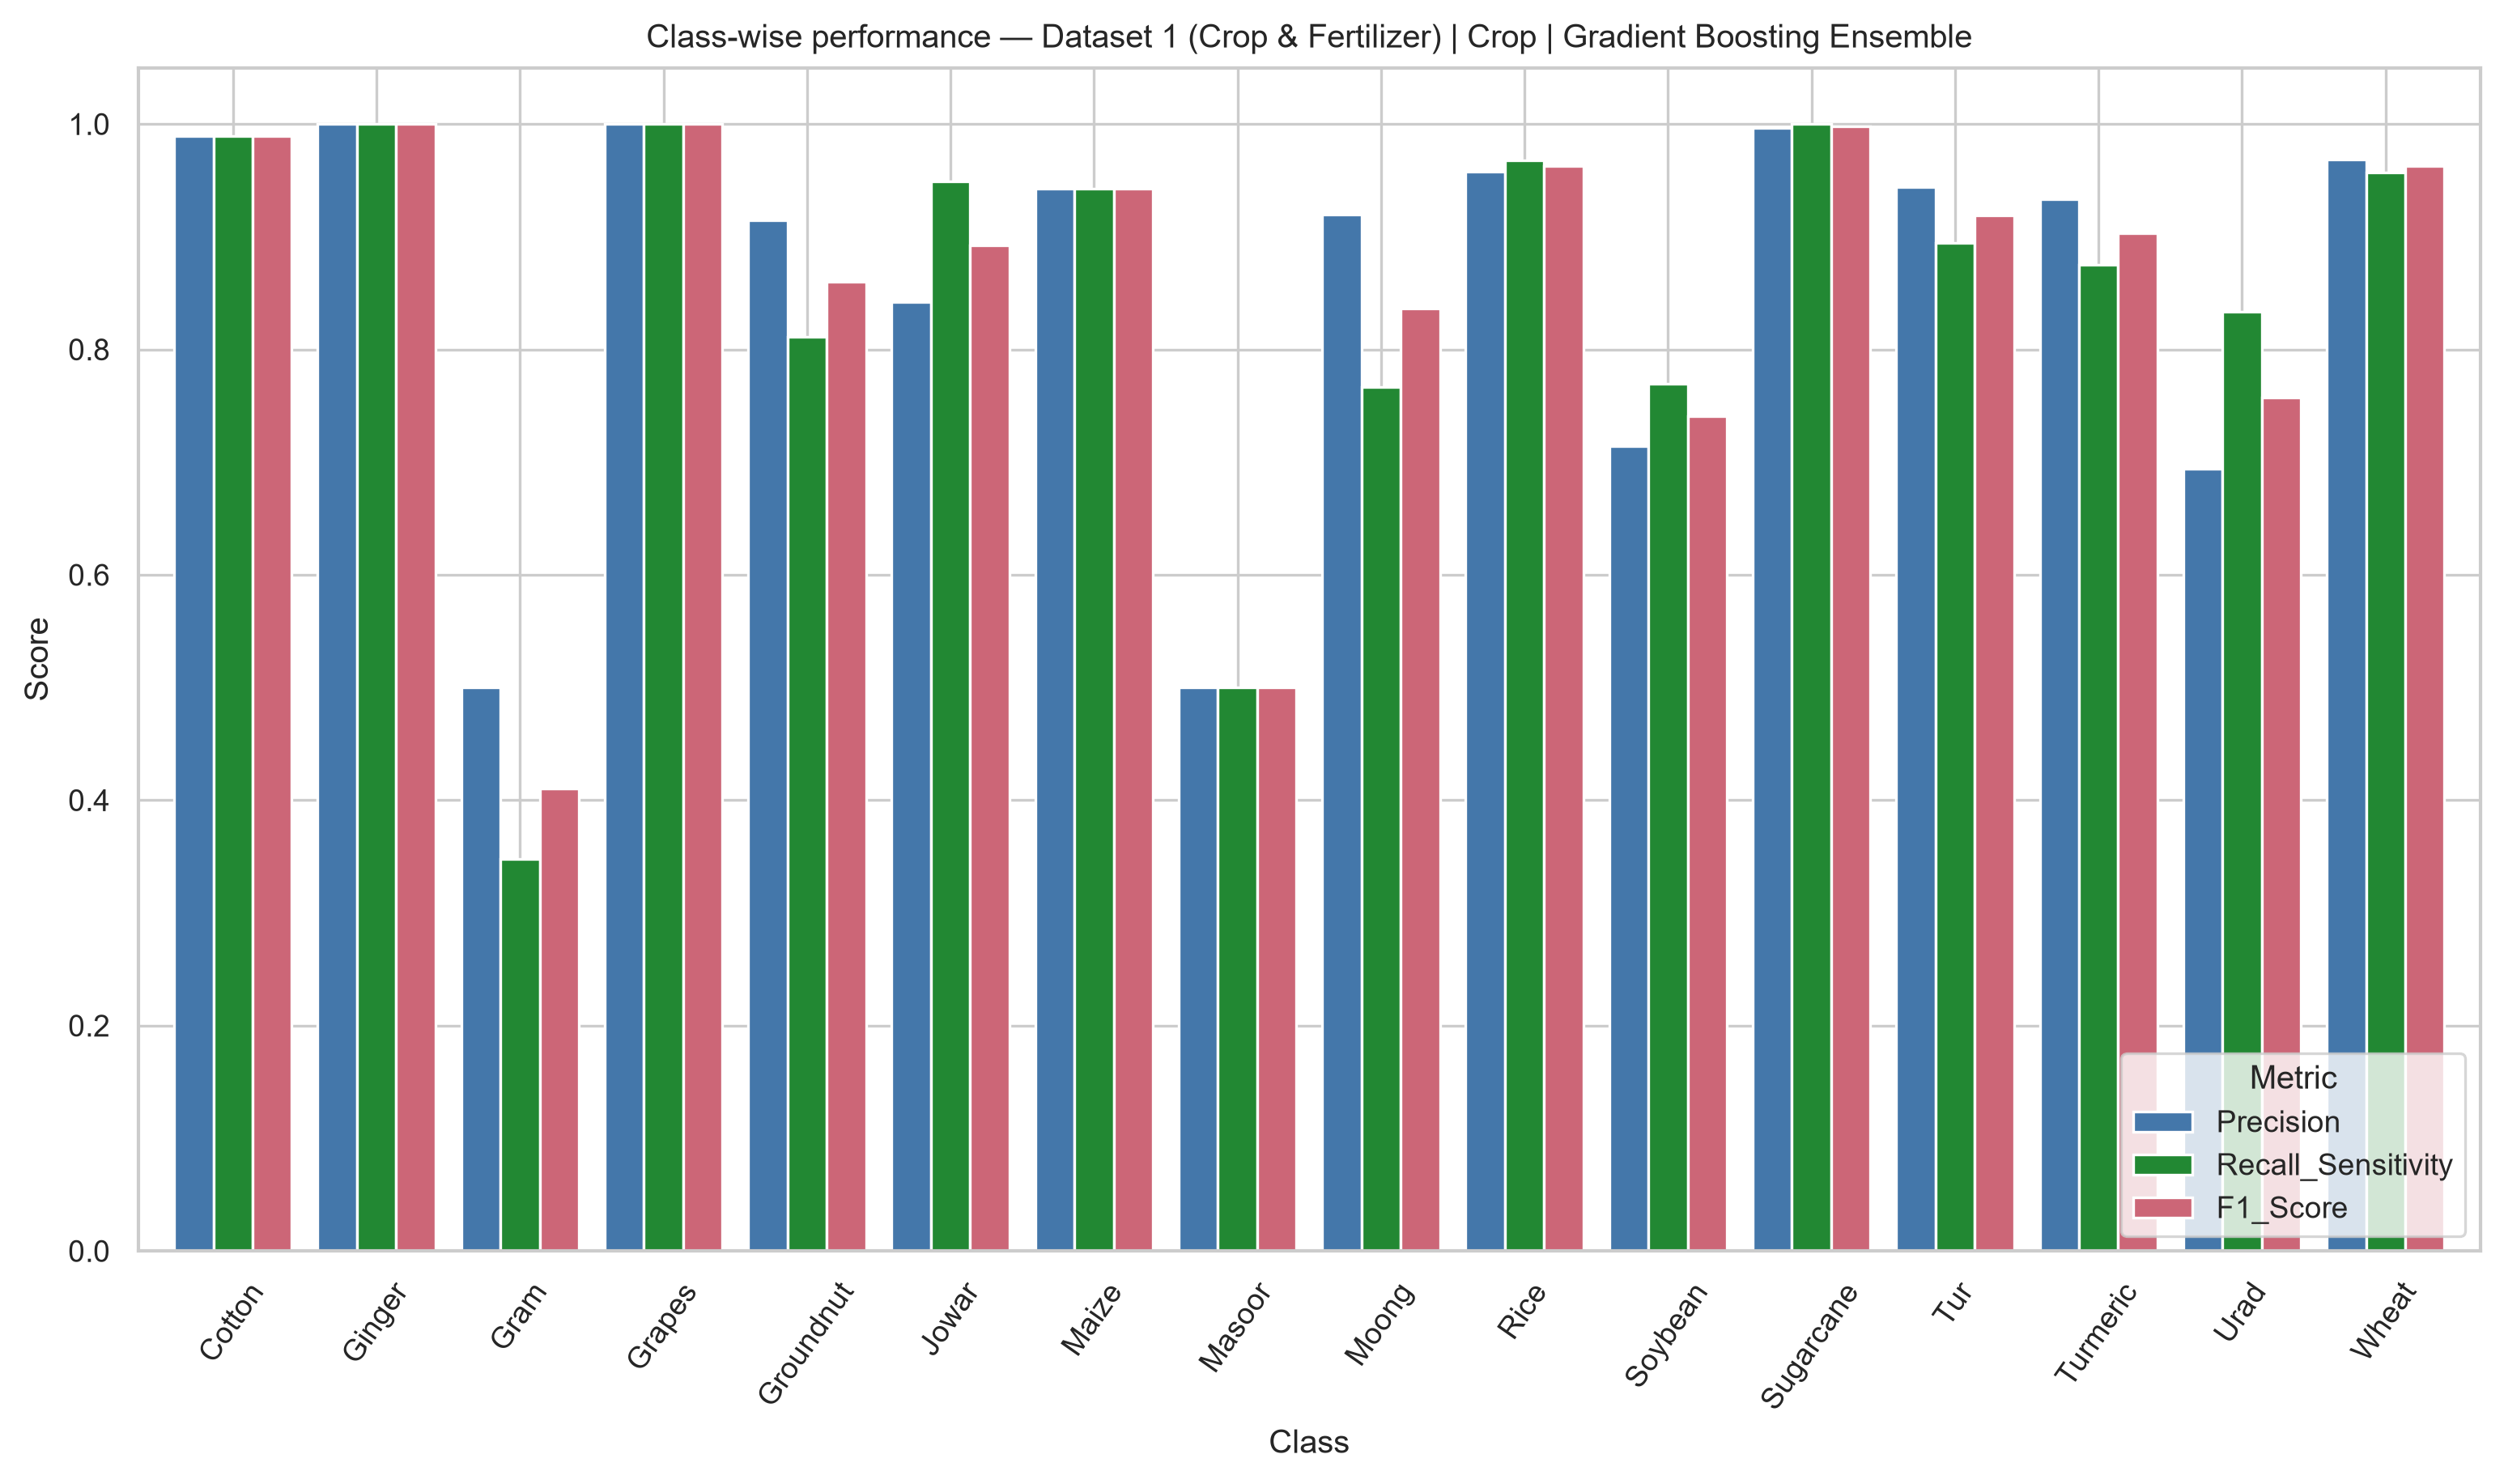 Class-wise performance — Dataset 1 (Crop & Fertilizer) | Crop | Gradient Boosting Ensemble
Score
1.0
0.8
0.6
0.4
0.2
0.0
Metric
Precision
Recall_Sensitivity
F1_Score
Cotton
Ginger
Gram
Grapes
Groundnut
Jowar
Maize
Masoor
Moong
Rice
Soybean
Sugarcane
Tur
Turmeric
Urad
Wheat
Class